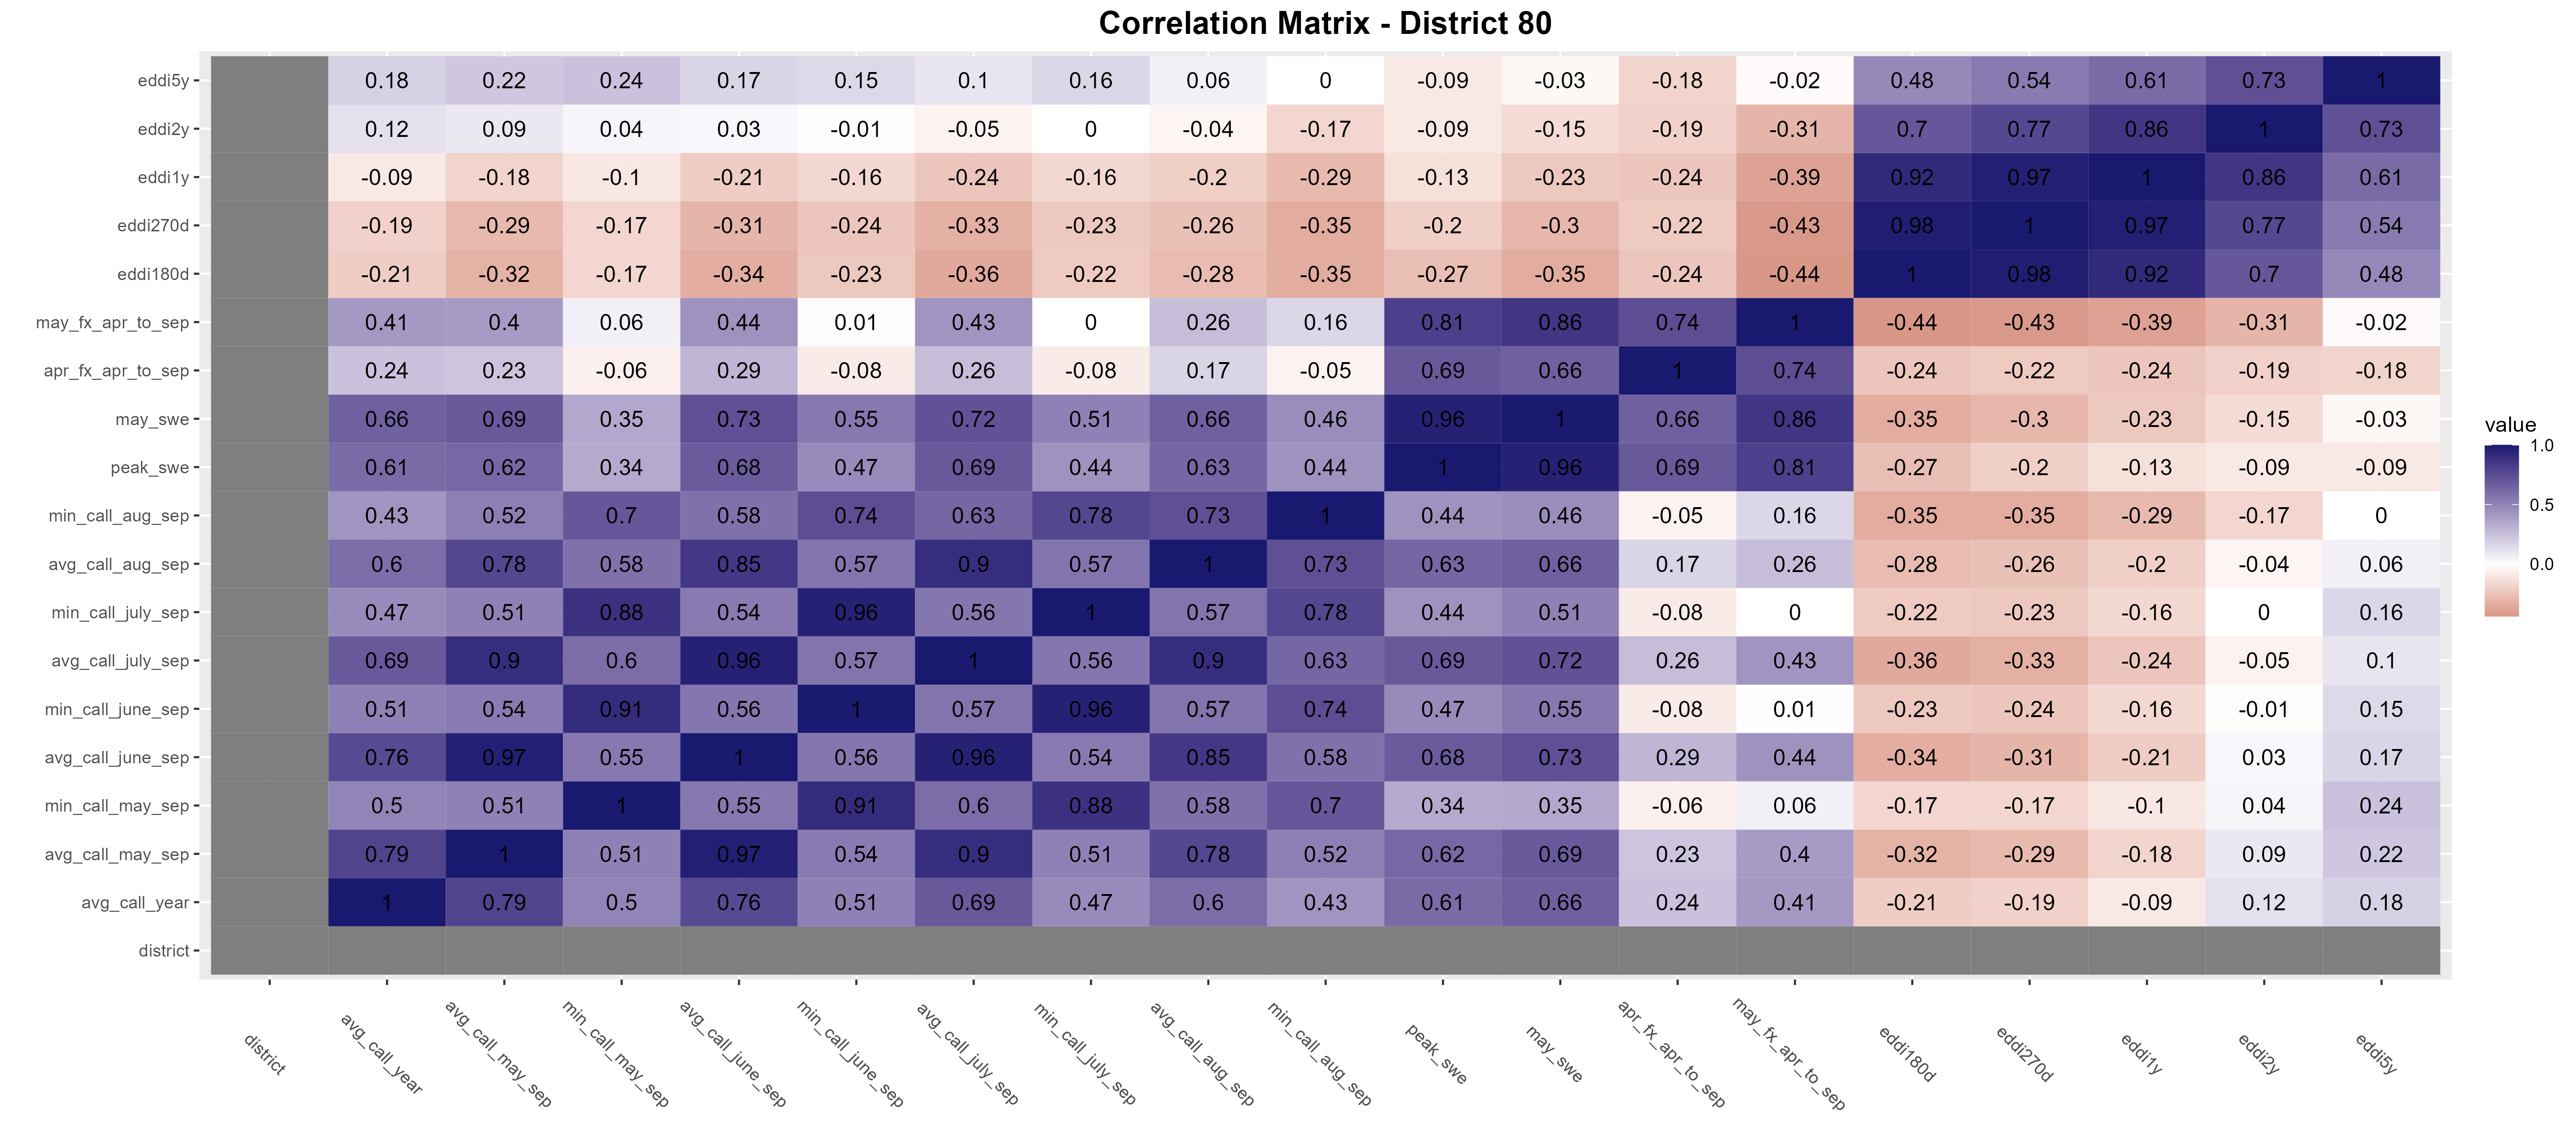 Correlation Matrix - District 80
eddi5y 0.18 0.22 0.24 0.17 0.15 0.1 0.16 0.06 0 -0.09 -0.03 -0.18 -0.02 0.48 0.54 0.61 0.73 1
eddi2y 0.12 0.09 0.04 0.03 -0.01 -0.05 0 -0.04 -0.17 -0.09 -0.15 -0.19 -0.31 0.7 0.77 0.86 1 0.73
eddi1y -0.09 -0.18 -0.1 -0.21 -0.16 -0.24 -0.16 -0.2 -0.29 -0.13 -0.23 -0.24 -0.39 0.92 0.97 1 0.86 0.61
eddi270d -0.19 -0.29 -0.17 -0.31 -0.24 -0.33 -0.23 -0.26 -0.35 -0.2 -0.3 -0.22 -0.43 0.98 1 0.97 0.77 0.54
eddi180d -0.21 -0.32 -0.17 -0.34 -0.23 -0.36 -0.22 -0.28 -0.35 -0.27 -0.35 -0.24 -0.44 1 0.98 0.92 0.7 0.48
may_fx_apr_to_sep 0.41 0.4 0.06 0.44 0.01 0.43 0 0.26 0.16 0.81 0.86 0.74 1 -0.44 -0.43 -0.39 -0.31 -0.02
apr_fx_apr_to_sep 0.24 0.23 -0.06 0.29 -0.08 0.26 -0.08 0.17 -0.05 0.69 0.66 1 0.74 -0.24 -0.22 -0.24 -0.19 -0.18
may_swe 0.66 0.69 0.35 0.73 0.55 0.72 0.51 0.66 0.46 0.96 1 0.66 0.86 -0.35 -0.3 -0.23 -0.15 -0.03
peak_swe 0.61 0.62 0.34 0.68 0.47 0.69 0.44 0.63 0.44 1 0.96 0.69 0.81 -0.27 -0.2 -0.13 -0.09 -0.09
min_call_aug_sep 0.43 0.52 0.7 0.58 0.74 0.63 0.78 0.73 1 0.44 0.46 -0.05 0.16 -0.35 -0.35 -0.29 -0.17 0
avg_call_aug_sep 0.6 0.78 0.58 0.85 0.57 0.9 0.57 1 0.73 0.63 0.66 0.17 0.26 -0.28 -0.26 -0.2 -0.04 0.06
min_call_july_sep 0.47 0.51 0.88 0.54 0.96 0.56 1 0.57 0.78 0.44 0.51 -0.08 0 -0.22 -0.23 -0.16 0 0.16
avg_call_july_sep 0.69 0.9 0.6 0.96 0.57 1 0.56 0.9 0.63 0.69 0.72 0.26 0.43 -0.36 -0.33 -0.24 -0.05 0.1
min_call_june_sep 0.51 0.54 0.91 0.56 1 0.57 0.96 0.57 0.74 0.47 0.55 -0.08 0.01 -0.23 -0.24 -0.16 -0.01 0.15
avg_call_june_sep 0.76 0.97 0.55 1 0.56 0.96 0.54 0.85 0.58 0.68 0.73 0.29 0.44 -0.34 -0.31 -0.21 0.03 0.17
min_call_may_sep 0.5 0.51 1 0.55 0.91 0.6 0.88 0.58 0.7 0.34 0.35 -0.06 0.06 -0.17 -0.17 -0.1 0.04 0.24
avg_call_may_sep 0.79 1 0.51 0.97 0.54 0.9 0.51 0.78 0.52 0.62 0.69 0.23 0.4 -0.32 -0.29 -0.18 0.09 0.22
avg_call_year 1 0.79 0.5 0.76 0.51 0.69 0.47 0.6 0.43 0.61 0.66 0.24 0.41 -0.21 -0.19 -0.09 0.12 0.18
district
district avg_call_year avg_call_may_sep min_call_may_sep avg_call_june_sep min_call_june_sep avg_call_july_sep min_call_july_sep avg_call_aug_sep min_call_aug_sep peak_swe may_swe apr_fx_apr_to_sep may_fx_apr_to_sep eddi180d eddi270d eddi1y eddi2y eddi5y
value
1.0
0.5
0.0